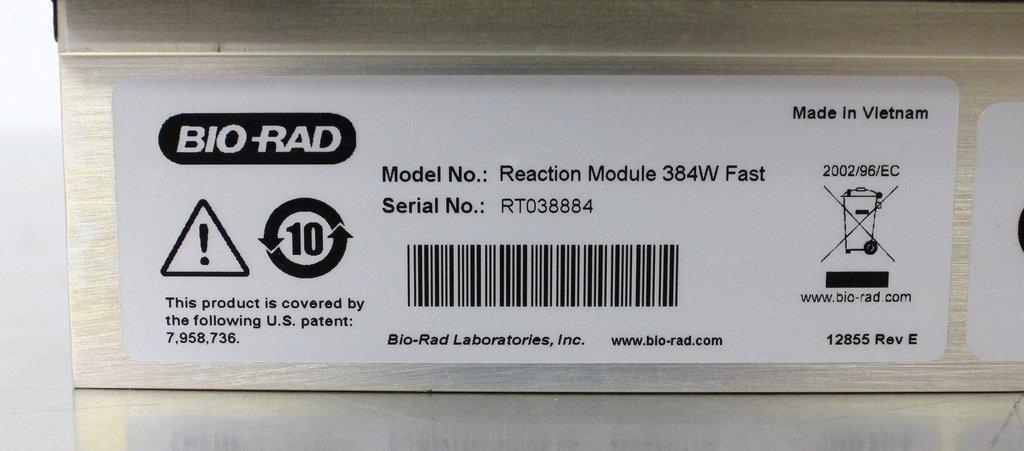 Made in Vietnam
BIO-RAD
Model No.: Reaction Module 384W Fast
Serial No.: RT038884
2002/96/EC
10
www.bio-rad.com
This product is covered by
the following U.S. patent:
7,958,736.
Bio-Rad Laboratories, Inc. www.bio-rad.com
12855 Rev E